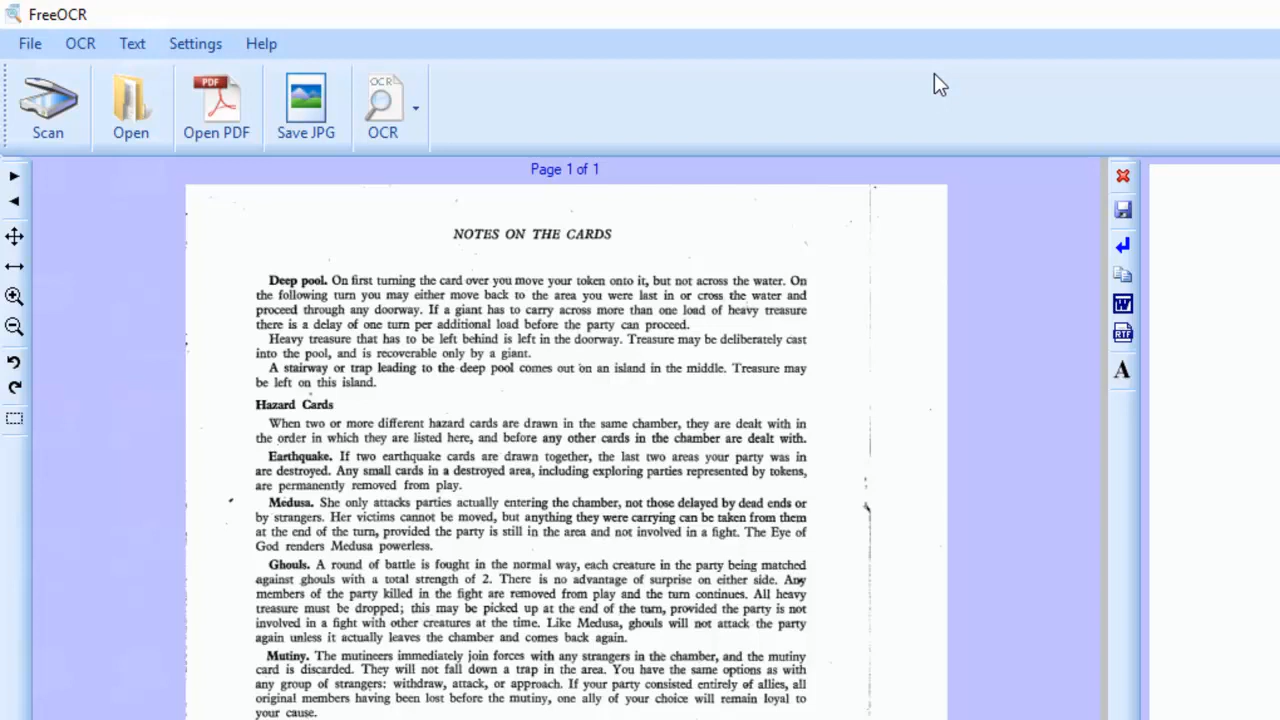 FreeOCR
File OCR Text Settings Help
PDF OCR
Scan Open Open PDF Save JPG OCR
Page 1 of 1
NOTES ON THE CARDS
Deep pool. On first turning the card over you move your token onto it, but not across the water. On
the following turn you may either move back to the area you were last in or cross the water and
proceed through any doorway. If a giant has to carry across more than one load of heavy treasure
there is a delay of one turn per additional load before the party can proceed.
Heavy treasure that has to be left behind is left in the doorway. Treasure may be deliberately cast
into the pool, and is recoverable only by a giant.
A stairway or trap leading to the deep pool comes out on an island in the middle. Treasure may
be left on this island.
Hazard Cards
When two or more different hazard cards are drawn in the same chamber, they are dealt with in
the order in which they are listed here, and before any other cards in the chamber are dealt with.
Earthquake. If two earthquake cards are drawn together, the last two areas your party was in
are destroyed. Any small cards in a destroyed area, including exploring parties represented by tokens,
are permanently removed from play.
Medusa. She only attacks parties actually entering the chamber, not those delayed by dead ends or
by strangers. Her victims cannot be moved, but anything they were carrying can be taken from them
at the end of the turn, provided the party is still in the area and not involved in a fight. The Eye of
God renders Medusa powerless.
Ghouls. A round of battle is fought in the normal way, each creature in the party being matched
against ghouls with a total strength of 2. There is no advantage of surprise on either side. Any
members of the party killed in the fight are removed from play and the turn continues. All heavy
treasure must be dropped; this may be picked up at the end of the turn, provided the party is not
involved in a fight with other creatures at the time. Like Medusa, ghouls will not attack the party
again unless it actually leaves the chamber and comes back again.
Mutiny. The mutineers immediately join forces with any strangers in the chamber, and the mutiny
card is discarded. They will not fall down a trap in the area. You have the same options as with
any group of strangers: withdraw, attack, or approach. If your party consisted entirely of allies, all
original members having been lost before the mutiny, one ally of your choice will remain loyal to
your cause.
W
RTF
A